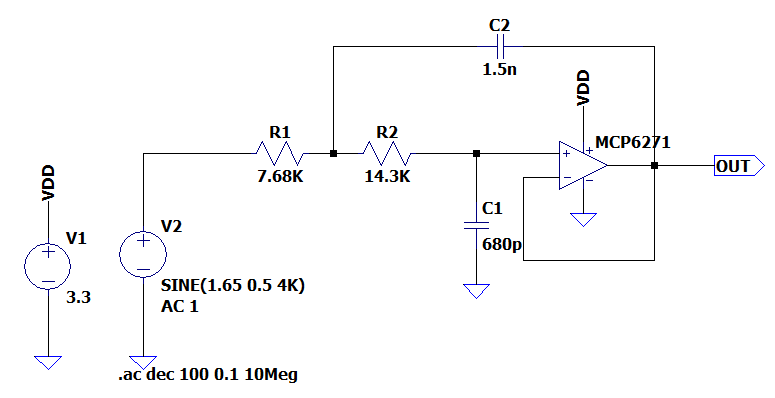 C2
1.5n
VDD
R1
R2
MCP6271
7.68K
14.3K
OUT
VDD
C1
680p
V1
V2
3.3
SINE(1.65 0.5 4K)
AC 1
.ac dec 100 0.1 10Meg